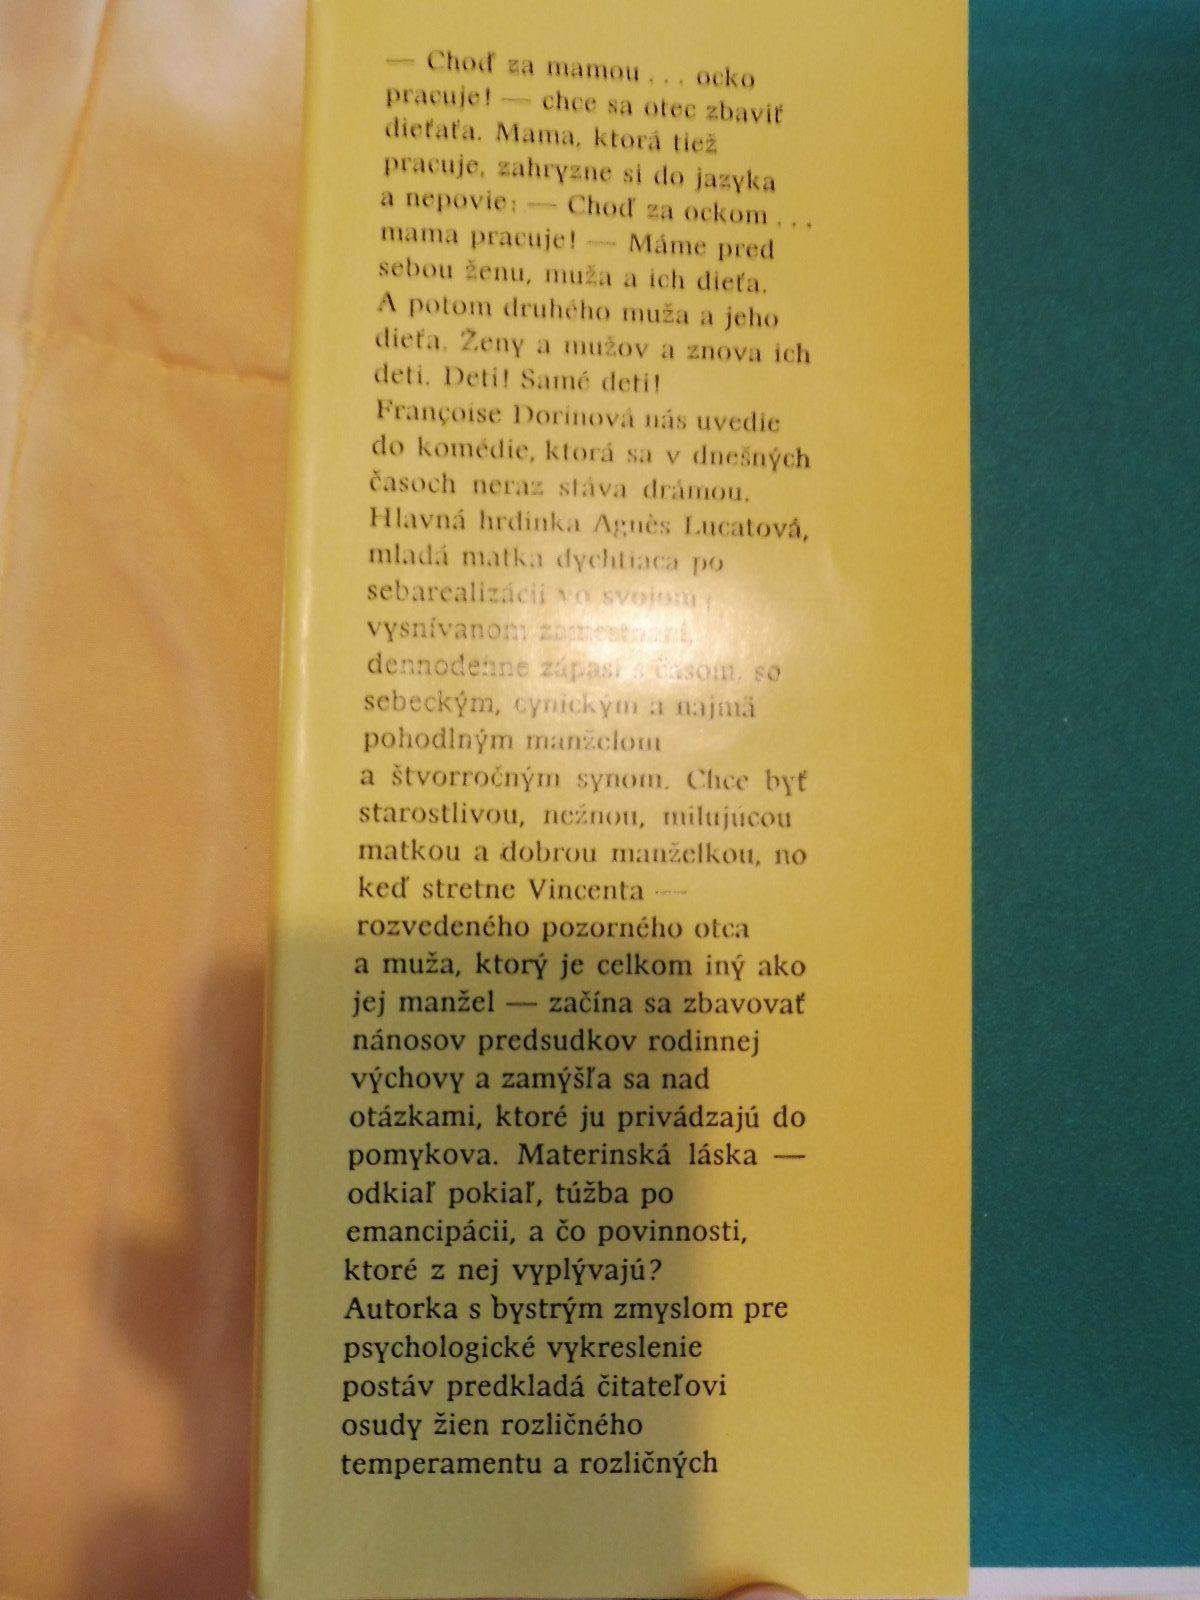 — Choď za mamou . . . ocko
pracuje! — chce sa otec zbaviť
dieťaťa. Mama, ktorá tiež
pracuje, zahryzne si do jazyka
a nepovie: — Choď za ockom . . .
mama pracuje! — Máme pred
sebou ženu, muža a ich dieťa.
A potom druhého muža a jeho
dieťa. Ženy a mužov a znova ich
deti. Deti! Samé deti!
Françoise Dorinová nás uvedie
do komédie, ktorá sa v dnešných
časoch neraz stáva drámou.
Hlavná hrdinka Agnès Lucatová,
mladá matka dychtiaca po
sebarealizácii vo svojom
vysnívanom zamestnaní,
dennodenne zápasí s časom, so
sebeckým, cynickým a najmä
pohodlným manželom
a štvorročným synom. Chce byť
starostlivou, nežnou, milujúcou
matkou a dobrou manželkou, no
keď stretne Vincenta —
rozvedeného pozorného otca
a muža, ktorý je celkom iný ako
jej manžel — začína sa zbavovať
nánosov predsudkov rodinnej
výchovy a zamýšľa sa nad
otázkami, ktoré ju privádzajú do
pomykova. Materinská láska —
odkiaľ pokiaľ, túžba po
emancipácii, a čo povinnosti,
ktoré z nej vyplývajú?
Autorka s bystrým zmyslom pre
psychologické vykreslenie
postáv predkladá čitateľovi
osudy žien rozličného
temperamentu a rozličných